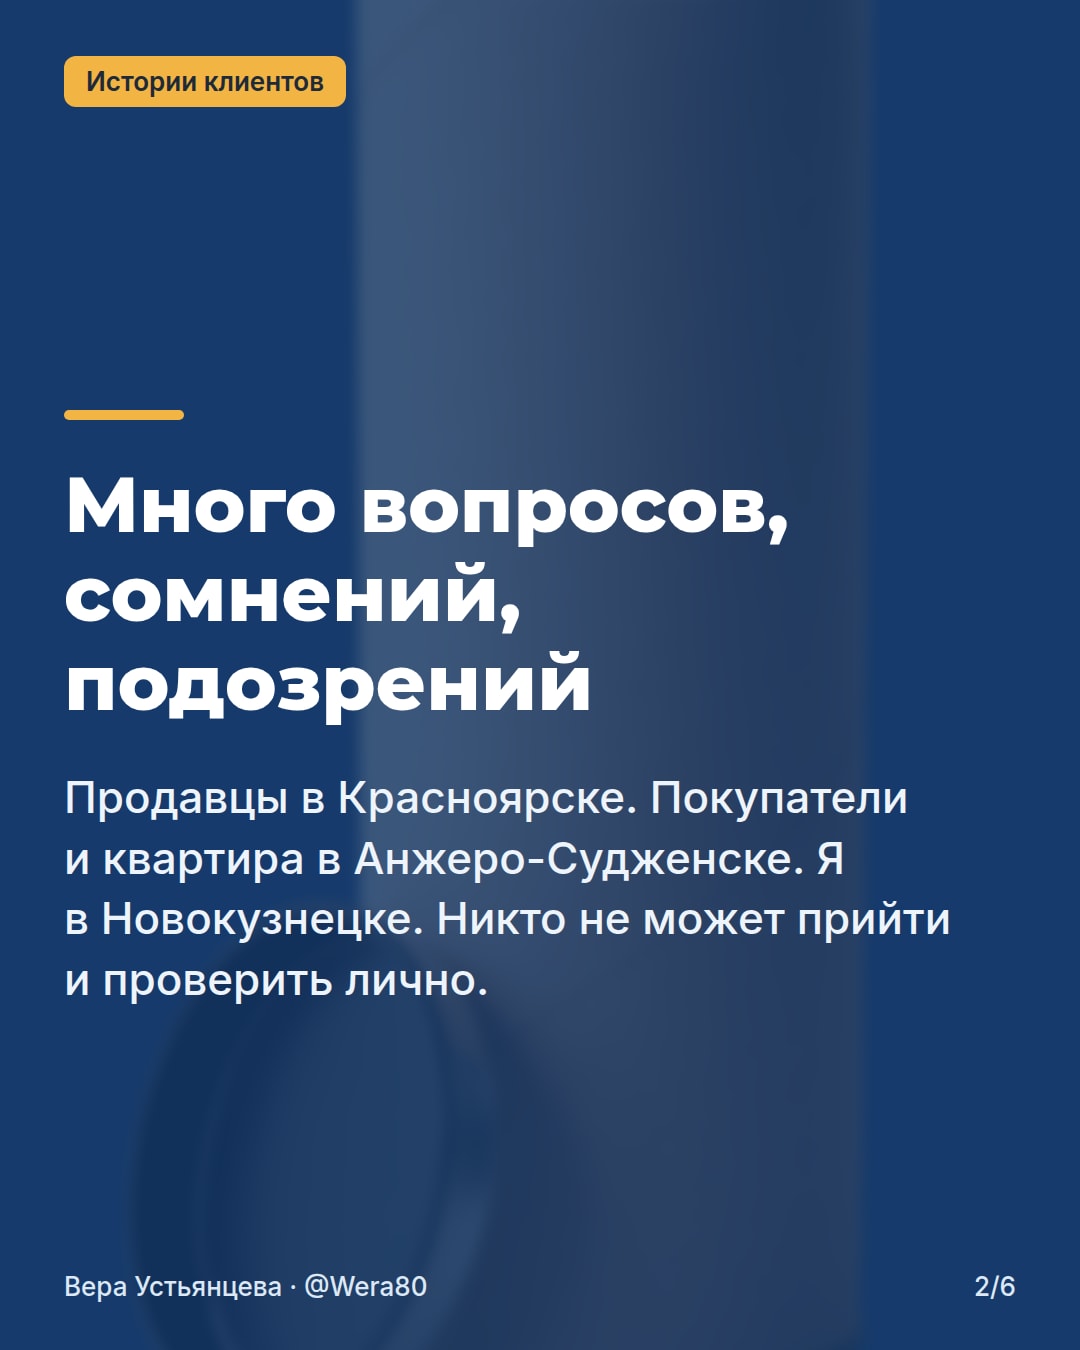 Истории клиентов
Много вопросов,
сомнений,
подозрений
Продавцы в Красноярске. Покупатели
и квартира в Анжеро-Судженске. Я
в Новокузнецке. Никто не может прийти
и проверить лично.
Вера Устьянцева · @Wera80
2/6